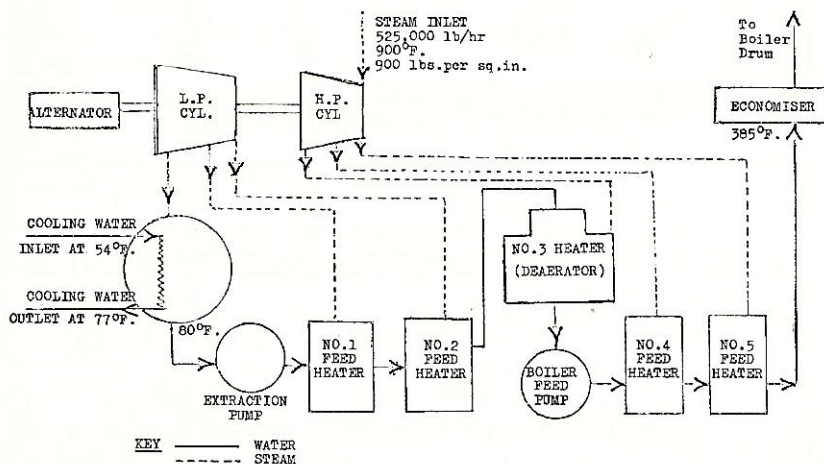 STEAM INLET
525,000 lb/hr
900°F.
900 lbs.per sq.in.
To
Boiler
Drum
ALTERNATOR
L.P.
CYL.
H.P.
CYL
ECONOMISER
385°F.
COOLING WATER
INLET AT 54°F.
COOLING WATER
OUTLET AT 77°F.
80°F.
EXTRACTION
PUMP
NO.1
FEED
HEATER
NO.2
FEED
HEATER
NO.3 HEATER
(DEAERATOR)
BOILER
FEED
PUMP
NO.4
FEED
HEATER
NO.5
FEED
HEATER
KEY
WATER
STEAM